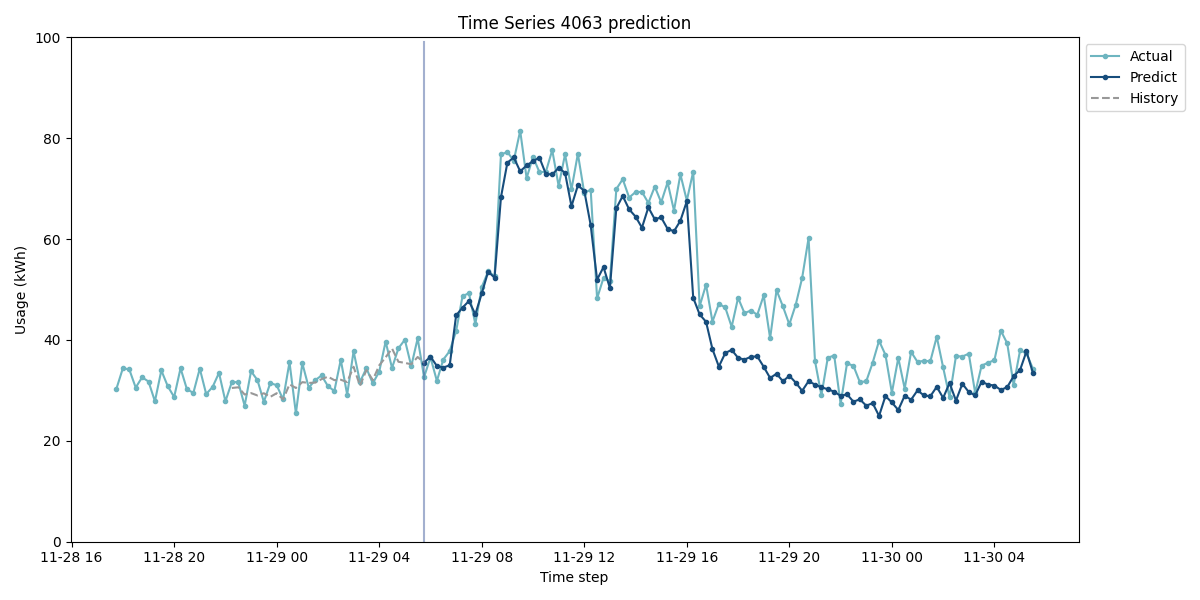 Time Series 4063 prediction
Actual
Predict
History
Usage (kWh)
100
80
60
40
20
0
11-28 16 11-28 20 11-29 00 11-29 04 11-29 08 11-29 12 11-29 16 11-29 20 11-30 00 11-30 04
Time step